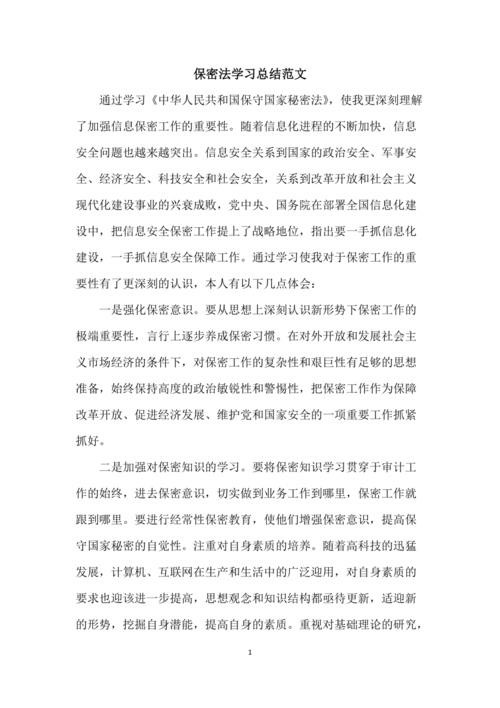 保密法学习总结范文
通过学习《中华人民共和国保守国家秘密法》，使我更深刻理解
了加强信息保密工作的重要性。随着信息化进程的不断加快，信息
安全问题也越来越突出。信息安全关系到国家的政治安全、军事安
全、经济安全、科技安全和社会安全，关系到改革开放和社会主义
现代化建设事业的兴衰成败，党中央、国务院在部署全国信息化建
设中，把信息安全保密工作提上了战略地位，指出要一手抓信息化
建设，一手抓信息安全保障工作。通过学习使我对于保密工作的重
要性有了更深刻的认识，本人有以下几点体会：
一是强化保密意识。要从思想上深刻认识新形势下保密工作的
极端重要性，言行上逐步养成保密习惯。在对外开放和发展社会主
义市场经济的条件下，对保密工作的复杂性和艰巨性有足够的思想
准备，始终保持高度的政治敏锐性和警惕性，把保密工作作为保障
改革开放、促进经济发展、维护党和国家安全的一项重要工作抓紧
抓好。
二是加强对保密知识的学习。要将保密知识学习贯穿于审计工
作的始终，进去保密意识，切实做到业务工作到哪里，保密工作就
跟到哪里。要进行经常性保密教育，使他们增强保密意识，提高保
守国家秘密的自觉性。注重对自身素质的培养。随着高科技的迅猛
发展，计算机、互联网在生产和生活中的广泛迎用，对自身素质的
要求也迎该进一步提高，思想观念和知识结构都亟待更新，适迎新
的形势，挖掘自身潜能，提高自身的素质。重视对基础理论的研究，
1